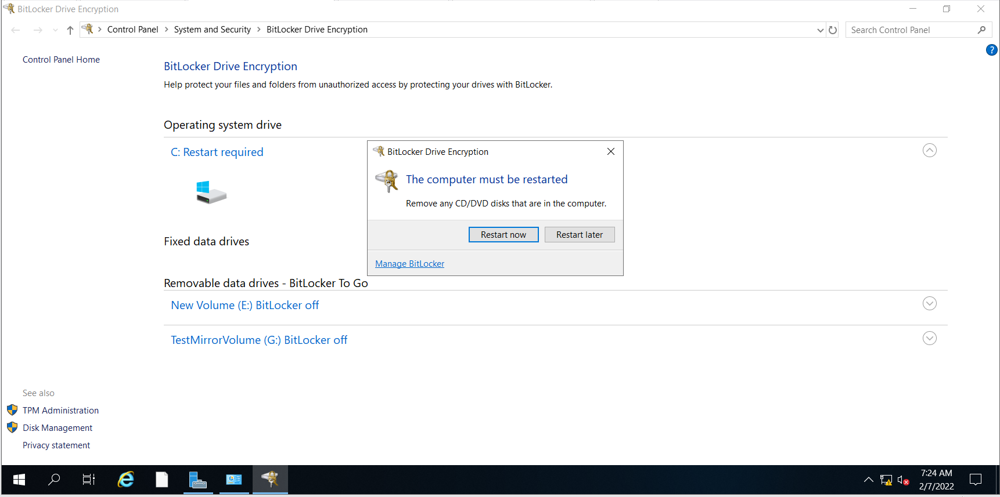 BitLocker Drive Encryption
Control Panel > System and Security > BitLocker Drive Encryption
Search Control Panel
?
Control Panel Home
BitLocker Drive Encryption
Help protect your files and folders from unauthorized access by protecting your drives with BitLocker.
Operating system drive
C: Restart required
BitLocker Drive Encryption
The computer must be restarted
Remove any CD/DVD disks that are in the computer.
Restart now
Restart later
Manage BitLocker
Fixed data drives
Removable data drives - BitLocker To Go
New Volume (E:) BitLocker off
TestMirrorVolume (G:) BitLocker off
See also
TPM Administration
Disk Management
Privacy statement
7:24 AM
2/7/2022